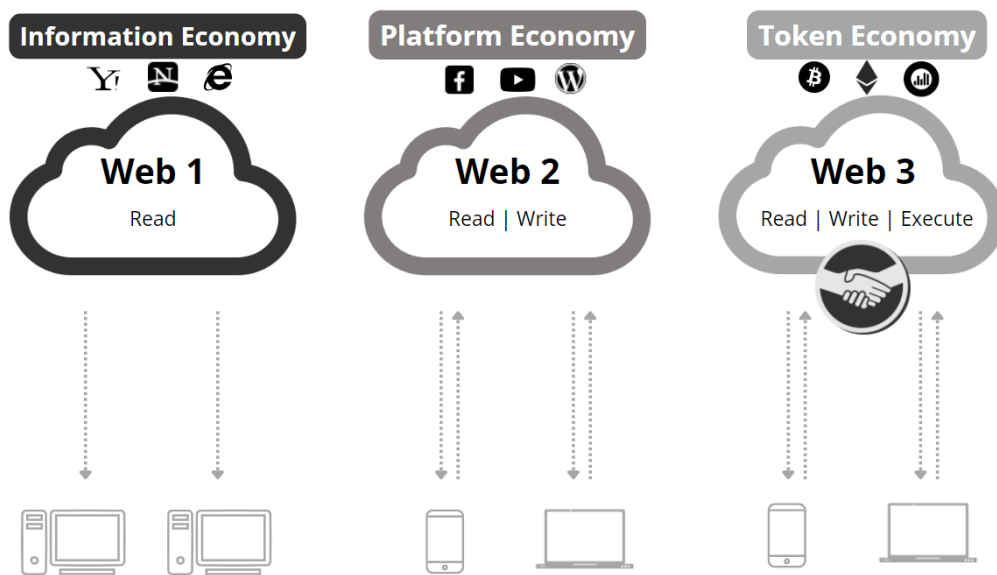 Information Economy
Platform Economy
Token Economy
Web 1
Read
Web 2
Read | Write
Web 3
Read | Write | Execute